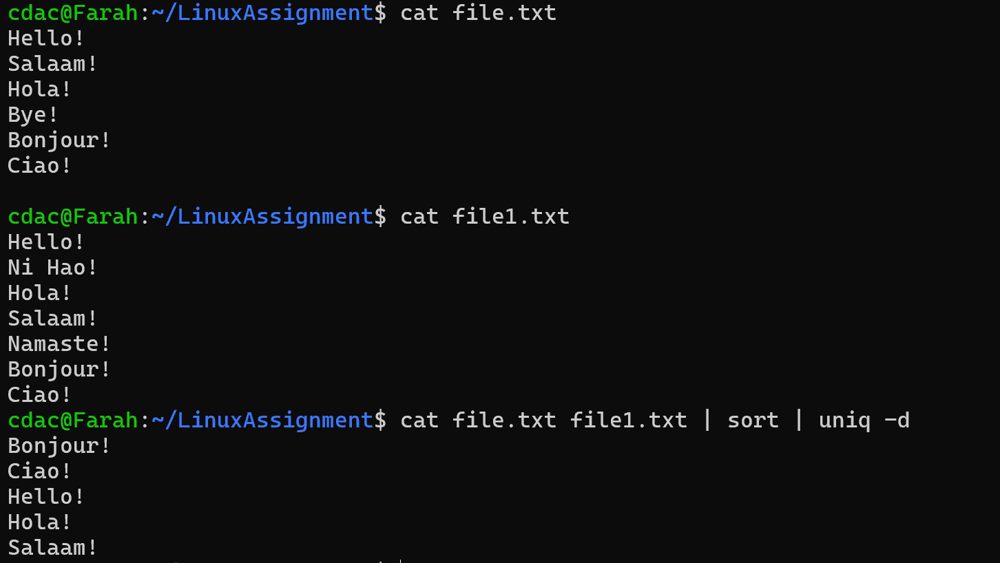 cdac@Farah:~/LinuxAssignment$ cat file.txt
Hello!
Salaam!
Hola!
Bye!
Bonjour!
Ciao!
cdac@Farah:~/LinuxAssignment$ cat file1.txt
Hello!
Ni Hao!
Hola!
Salaam!
Namaste!
Bonjour!
Ciao!
cdac@Farah:~/LinuxAssignment$ cat file.txt file1.txt | sort | uniq -d
Bonjour!
Ciao!
Hello!
Hola!
Salaam!